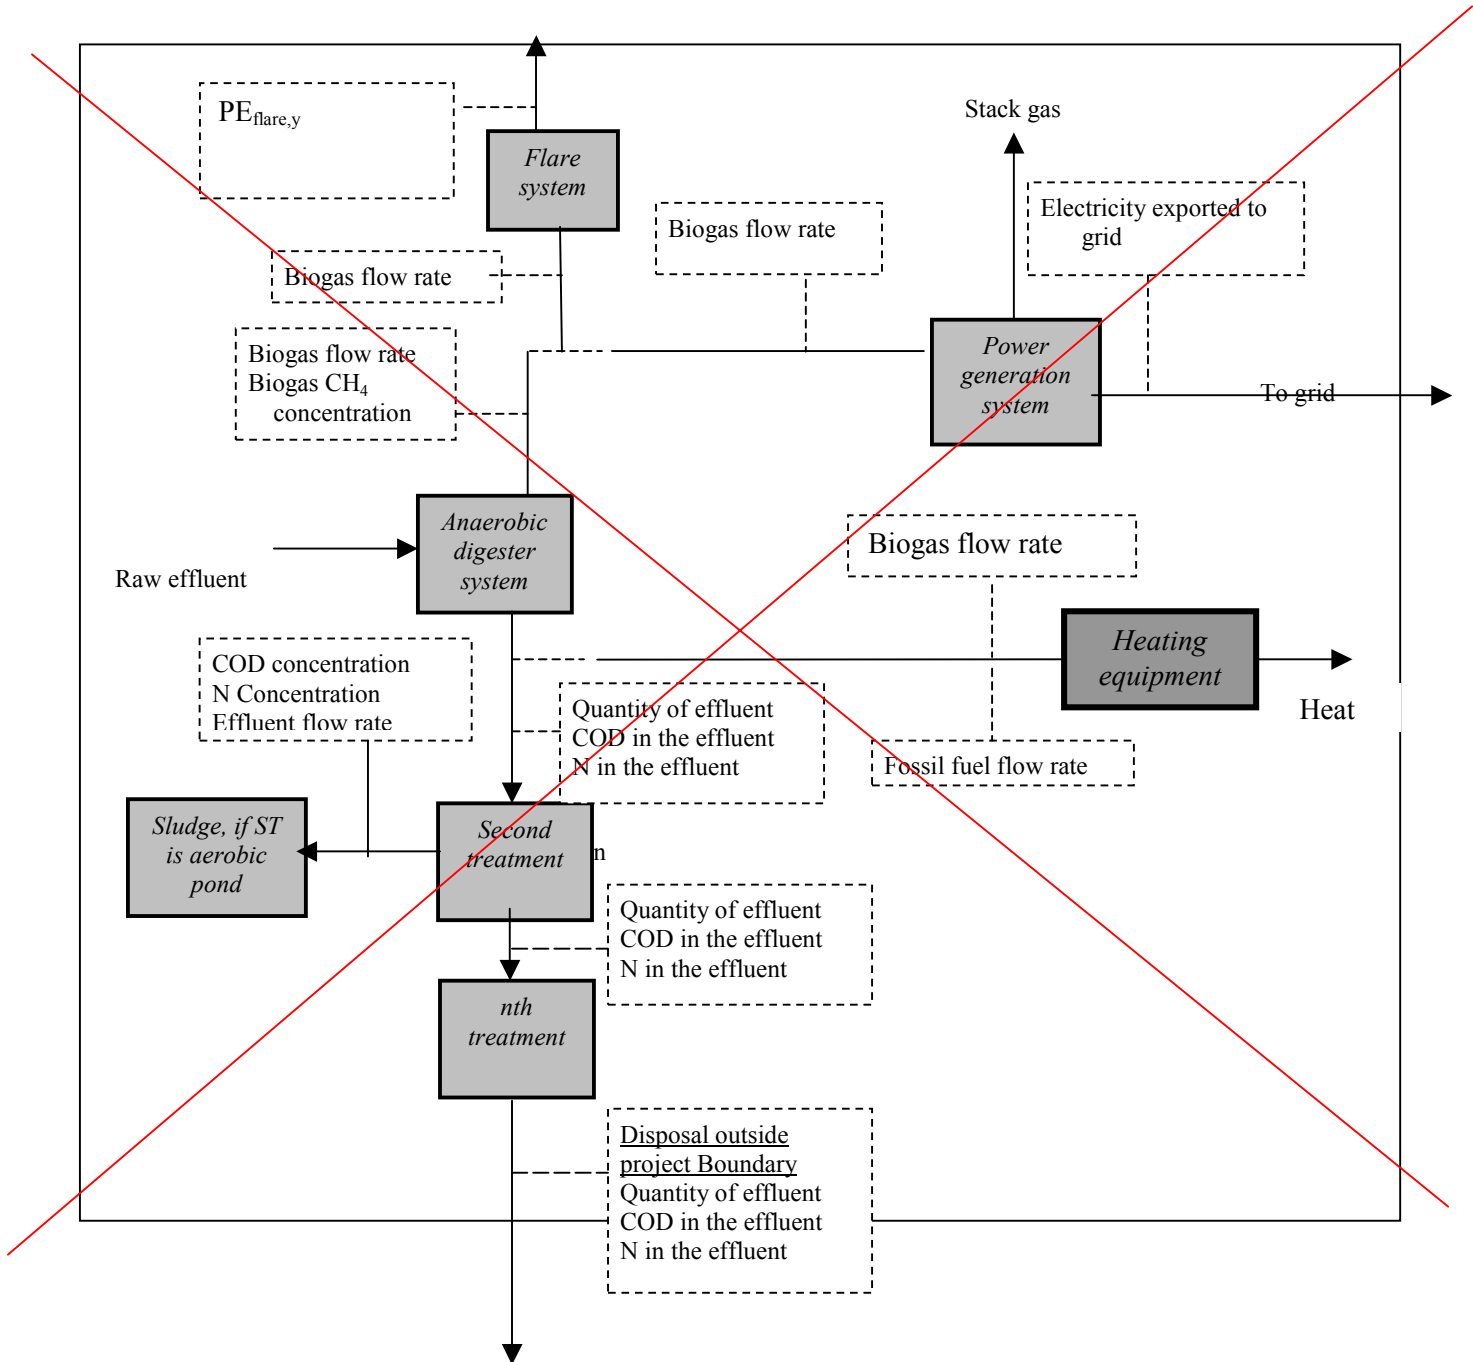 PE_flare,y
Flare
system
Stack gas
Biogas flow rate
Electricity exported to
grid
Biogas flow rate
Biogas flow rate
Biogas CH₄
concentration
Power
generation
system
To grid
Anaerobic
digester
system
Raw effluent
Biogas flow rate
COD concentration
N Concentration
Effluent flow rate
Heating
equipment
Heat
Quantity of effluent
COD in the effluent
N in the effluent
Fossil fuel flow rate
Sludge, if ST
is aerobic
pond
Second
treatment
n
Quantity of effluent
COD in the effluent
N in the effluent
nth
treatment
Disposal outside
project Boundary
Quantity of effluent
COD in the effluent
N in the effluent